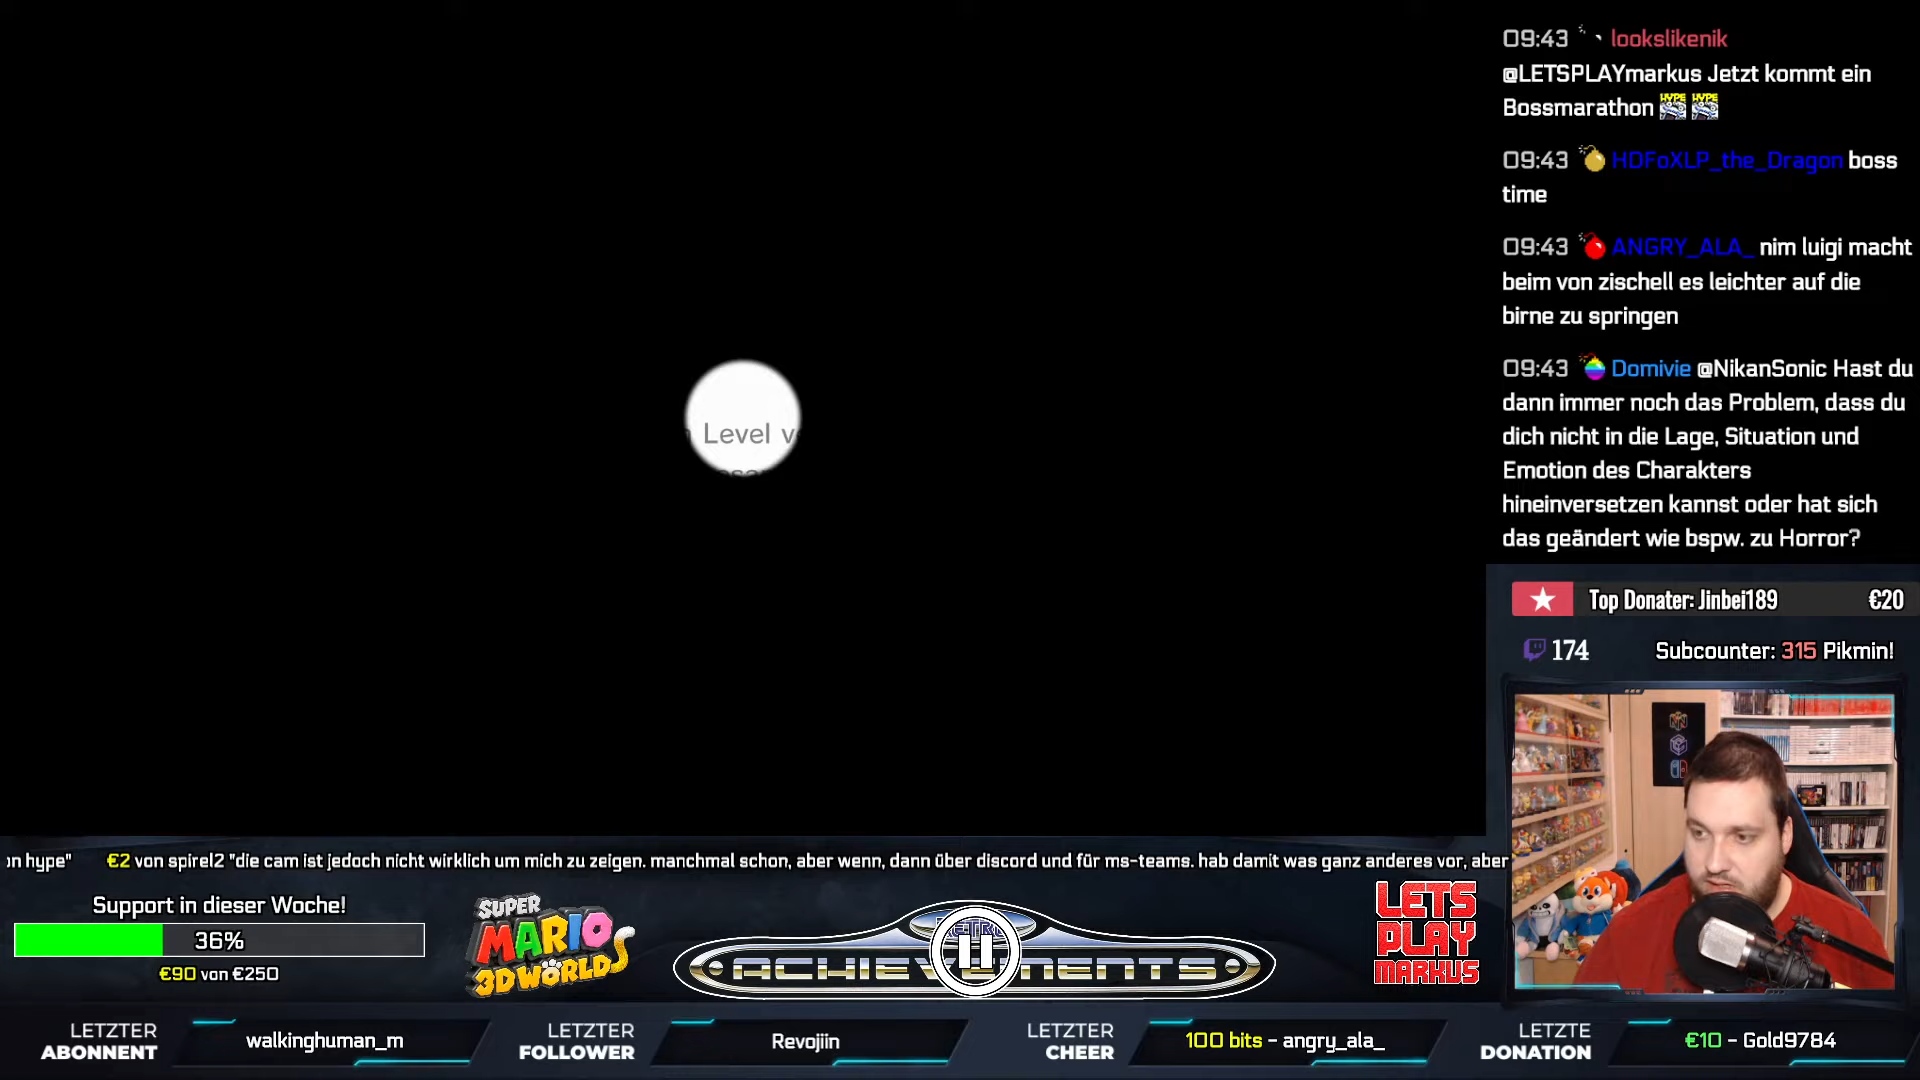 09:43 lookslikenik
@LETSPLAYmarkus Jetzt kommt ein
Bossmarathon HYPE HYPE
09:43 HDFoXLP_the_Dragon boss
time
09:43 ANGRY_ALA_ nim luigi macht
beim von zischell es leichter auf die
birne zu springen
09:43 Domivie @NikanSonic Hast du
dann immer noch das Problem, dass du
dich nicht in die Lage, Situation und
Emotion des Charakters
hineinversetzen kannst oder hat sich
das geändert wie bspw. zu Horror?
Level
Top Donater: Jinbei189 €20
174 Subcounter: 315 Pikmin!
hype" €2 von spirel2 "die cam ist jedoch nicht wirklich um mich zu zeigen. manchmal schon, aber wenn, dann über discord und für ms-teams. hab damit was ganz anderes vor, aber
Support in dieser Woche!
36%
€90 von €250
SUPER
MARIO
3D WORLD
RETRO
ACHIEVEMENTS
LETS
PLAY
MARKUS
LETZTER
ABONNENT
walkinghuman_m
LETZTER
FOLLOWER
Revojiin
LETZTER
CHEER
100 bits - angry_ala_
LETZTE
DONATION
€10 - Gold9784